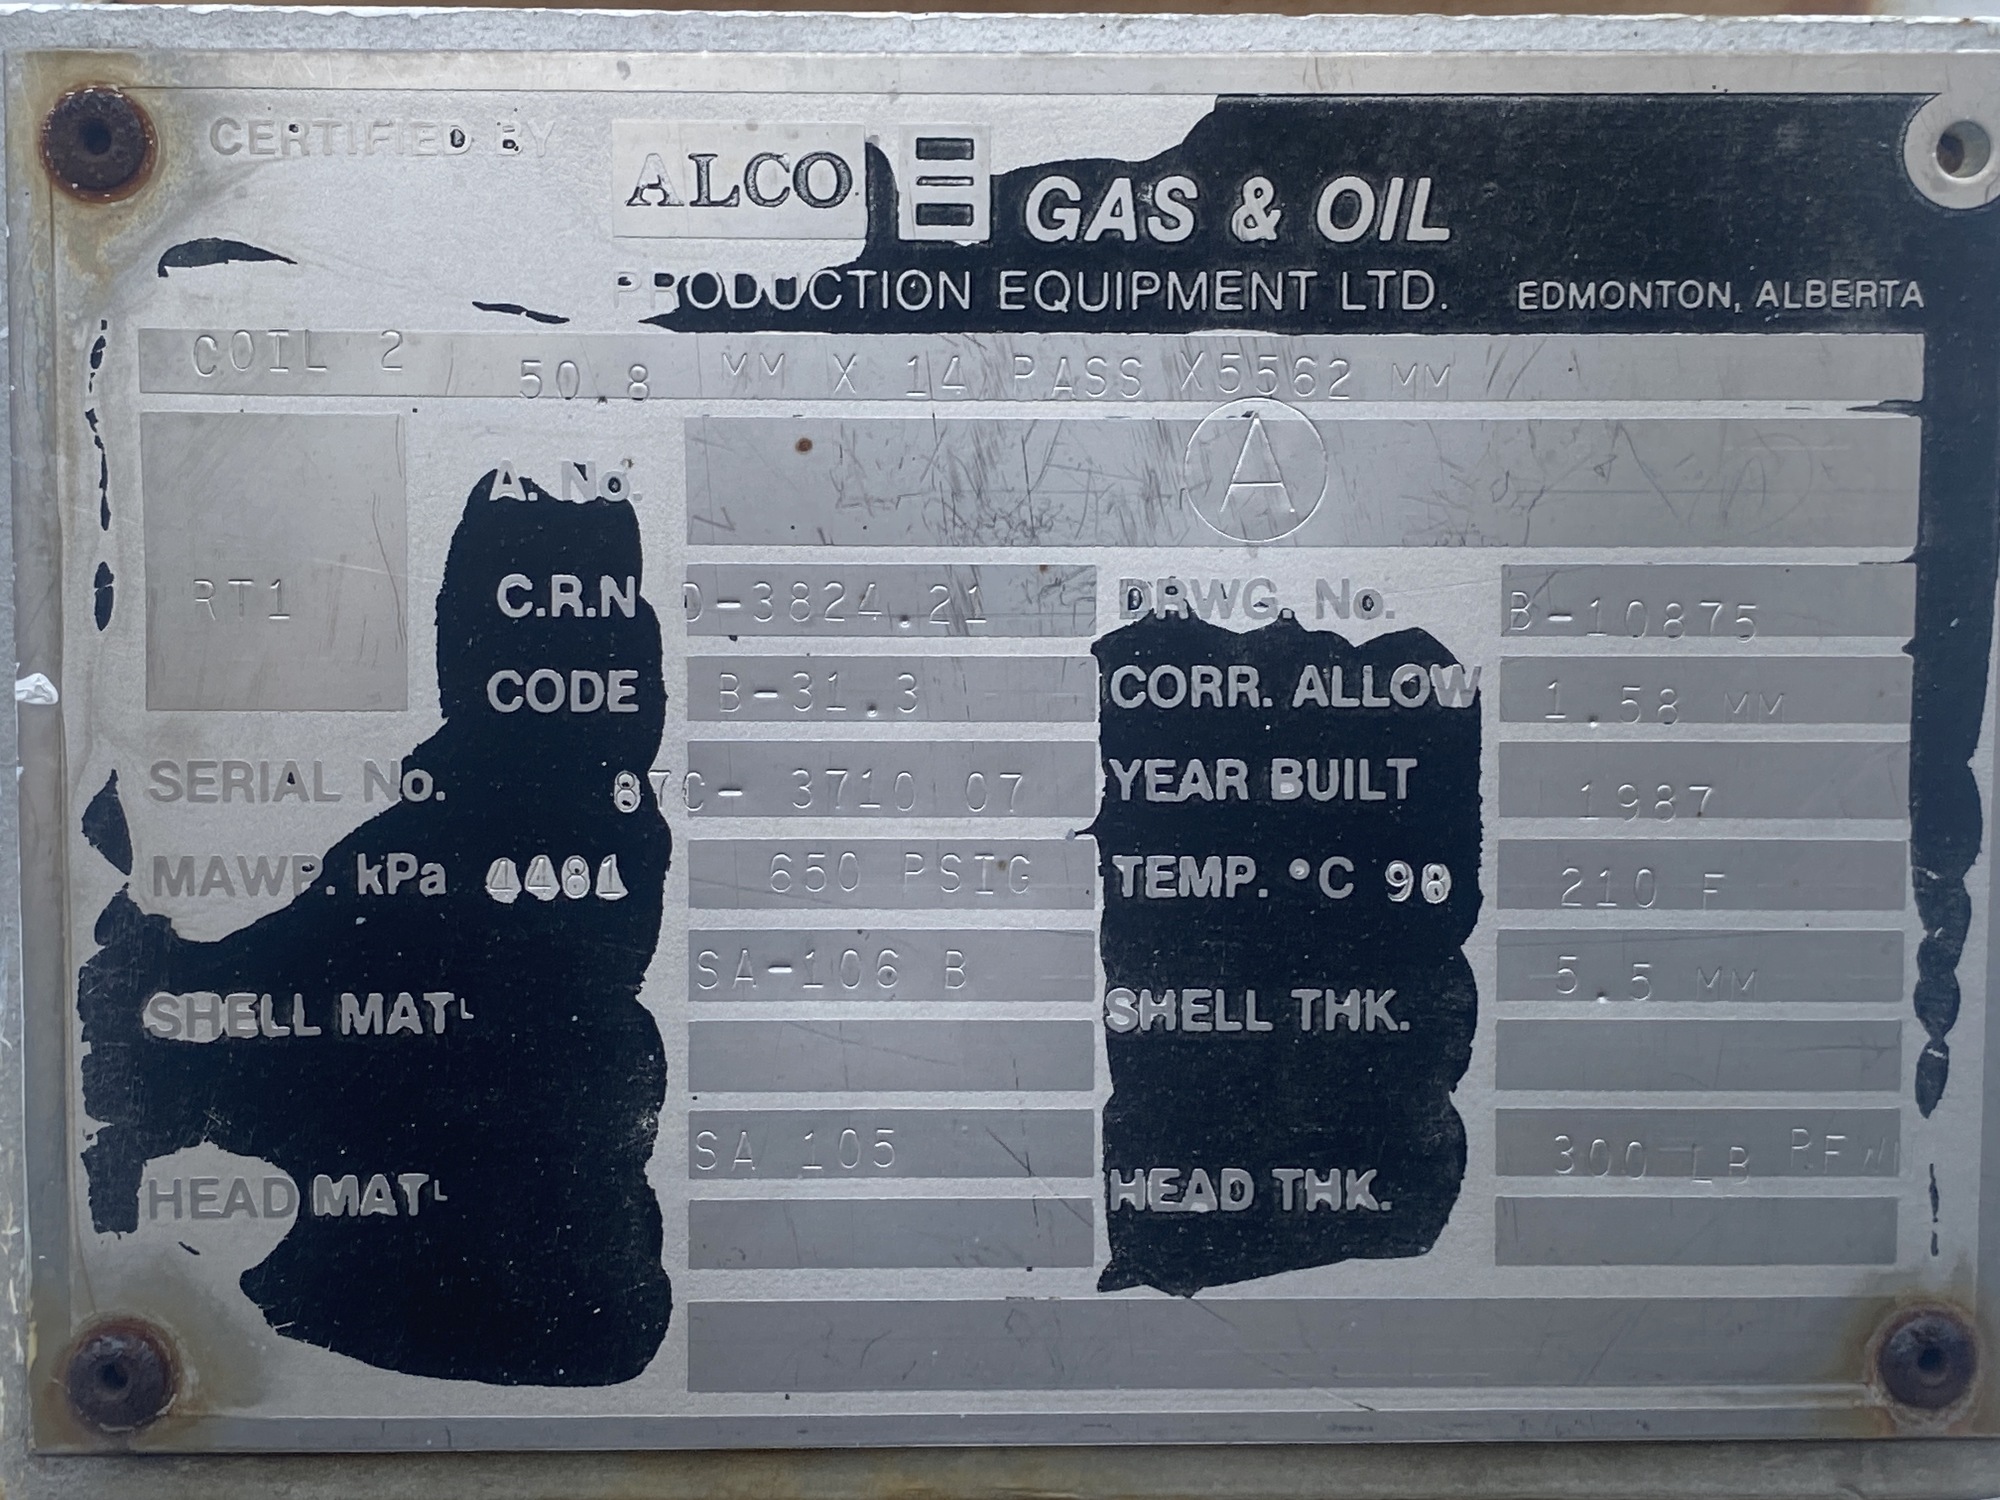 CERTIFIED BY
ALCO GAS & OIL
PRODUCTION EQUIPMENT LTD. EDMONTON, ALBERTA
COIL 2 50.8 MM X 14 PASS X5562 MM
A. No. A
RT1
C.R.N D-3824.21 DRWG. No. B-10875
CODE B-31.3 CORR. ALLOW 1.58 MM
SERIAL No. 87C- 3710 07 YEAR BUILT 1987
MAWP. kPa 4481 650 PSIG TEMP. °C 98 210 F
SA-106 B 5.5 MM
SHELL MATL SHELL THK.
SA 105 300 LB RFW
HEAD MATL HEAD THK.